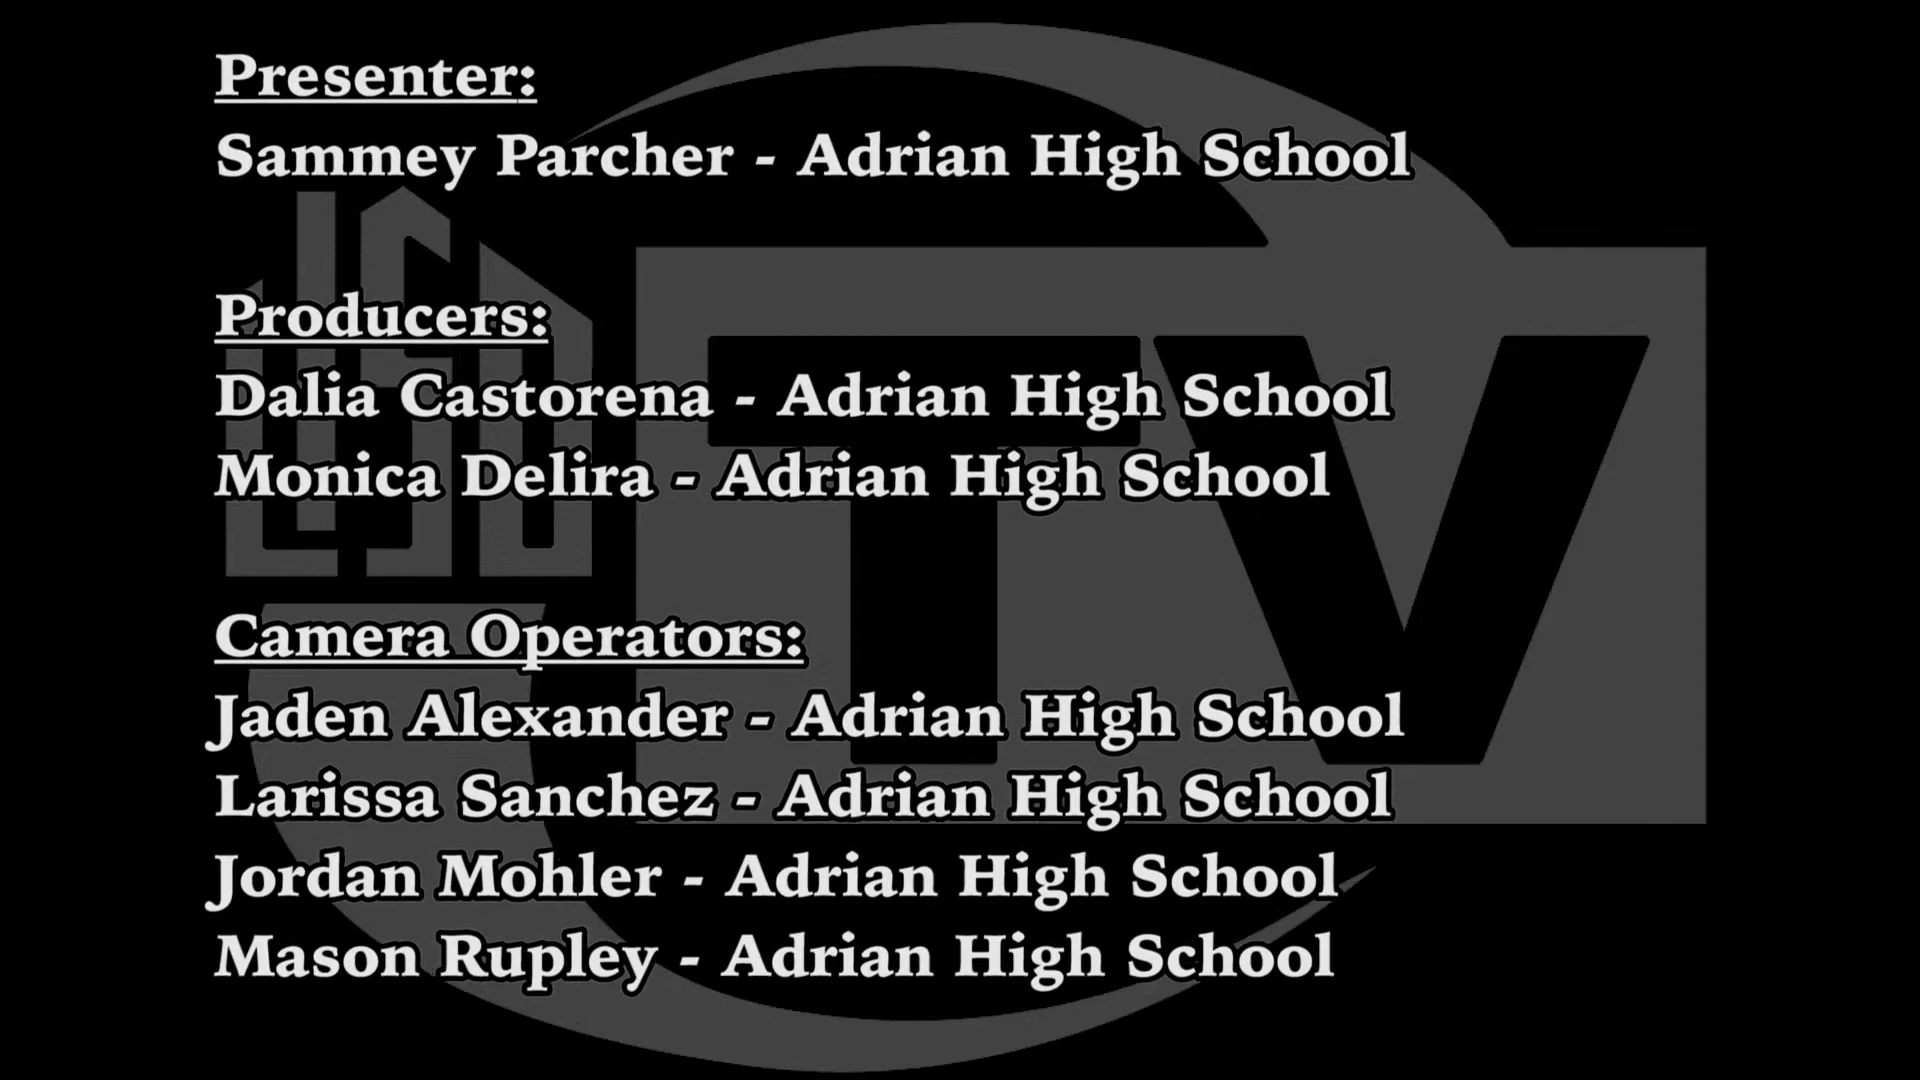 Presenter:
Sammey Parcher - Adrian High School
Producers:
Dalia Castorena - Adrian High School
Monica Delira - Adrian High School
Camera Operators:
Jaden Alexander - Adrian High School
Larissa Sanchez - Adrian High School
Jordan Mohler - Adrian High School
Mason Rupley - Adrian High School
LISD TV